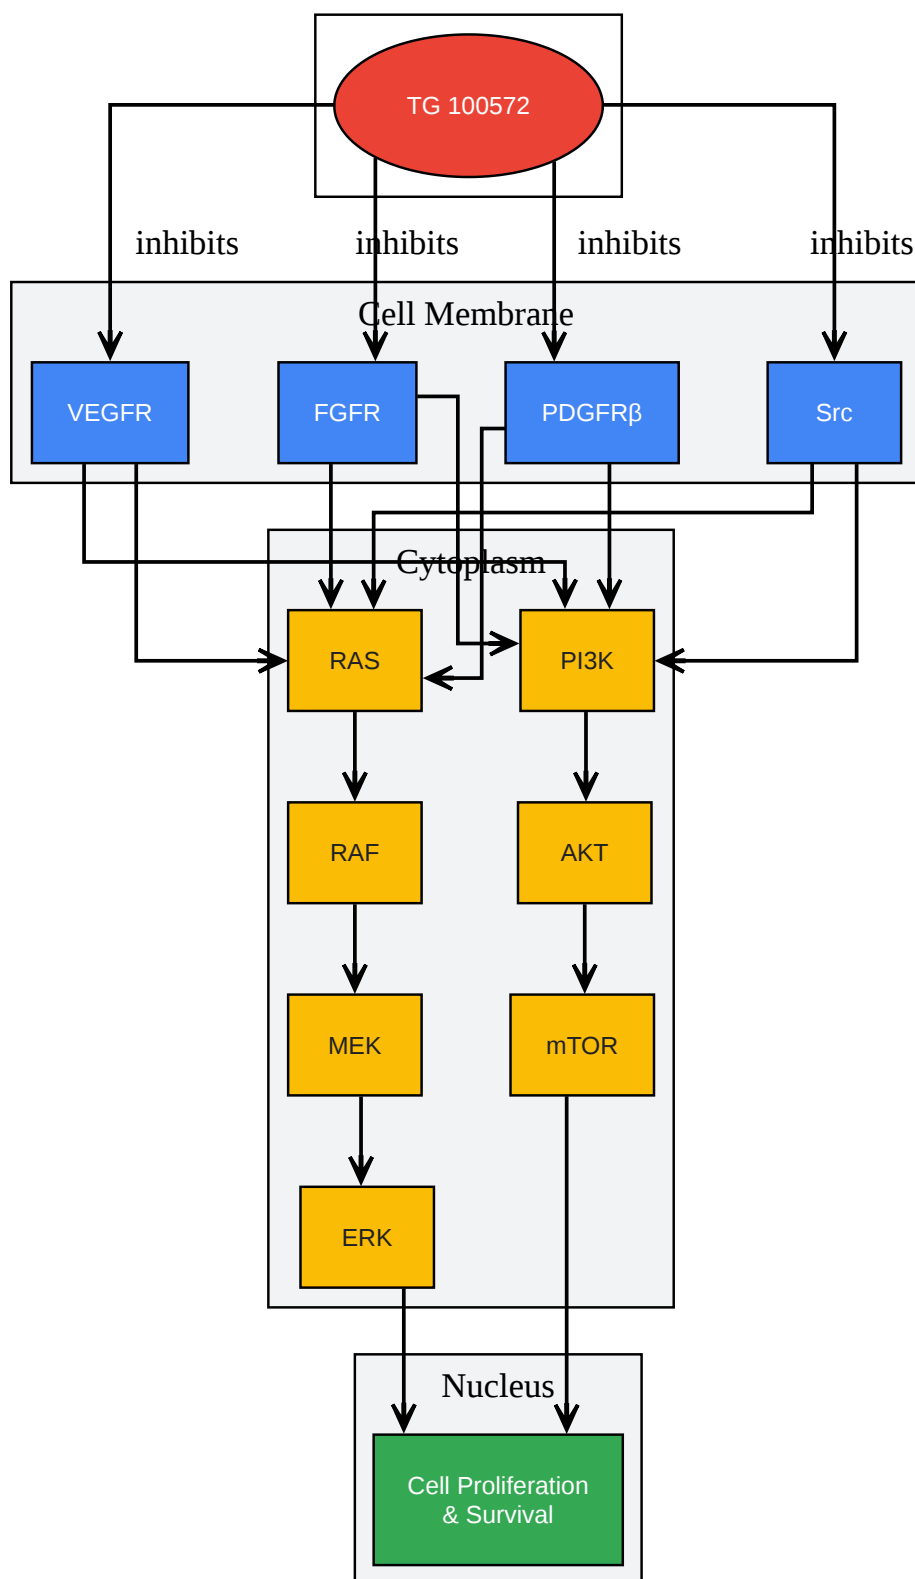 TG 100572
inhibits
inhibits
inhibits
inhibits
Cell Membrane
VEGFR
FGFR
PDGFRβ
Src
Cytoplasm
RAS
PI3K
RAF
AKT
MEK
mTOR
ERK
Nucleus
Cell Proliferation
& Survival